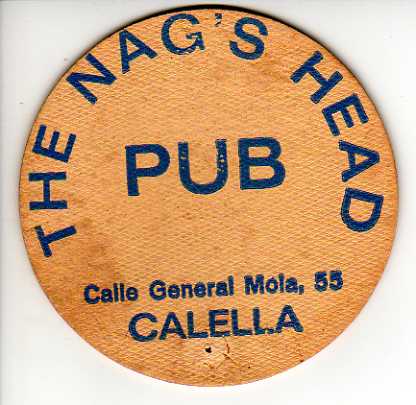 THE NAG'S HEAD
PUB
Calle General Mola, 55
CALELLA